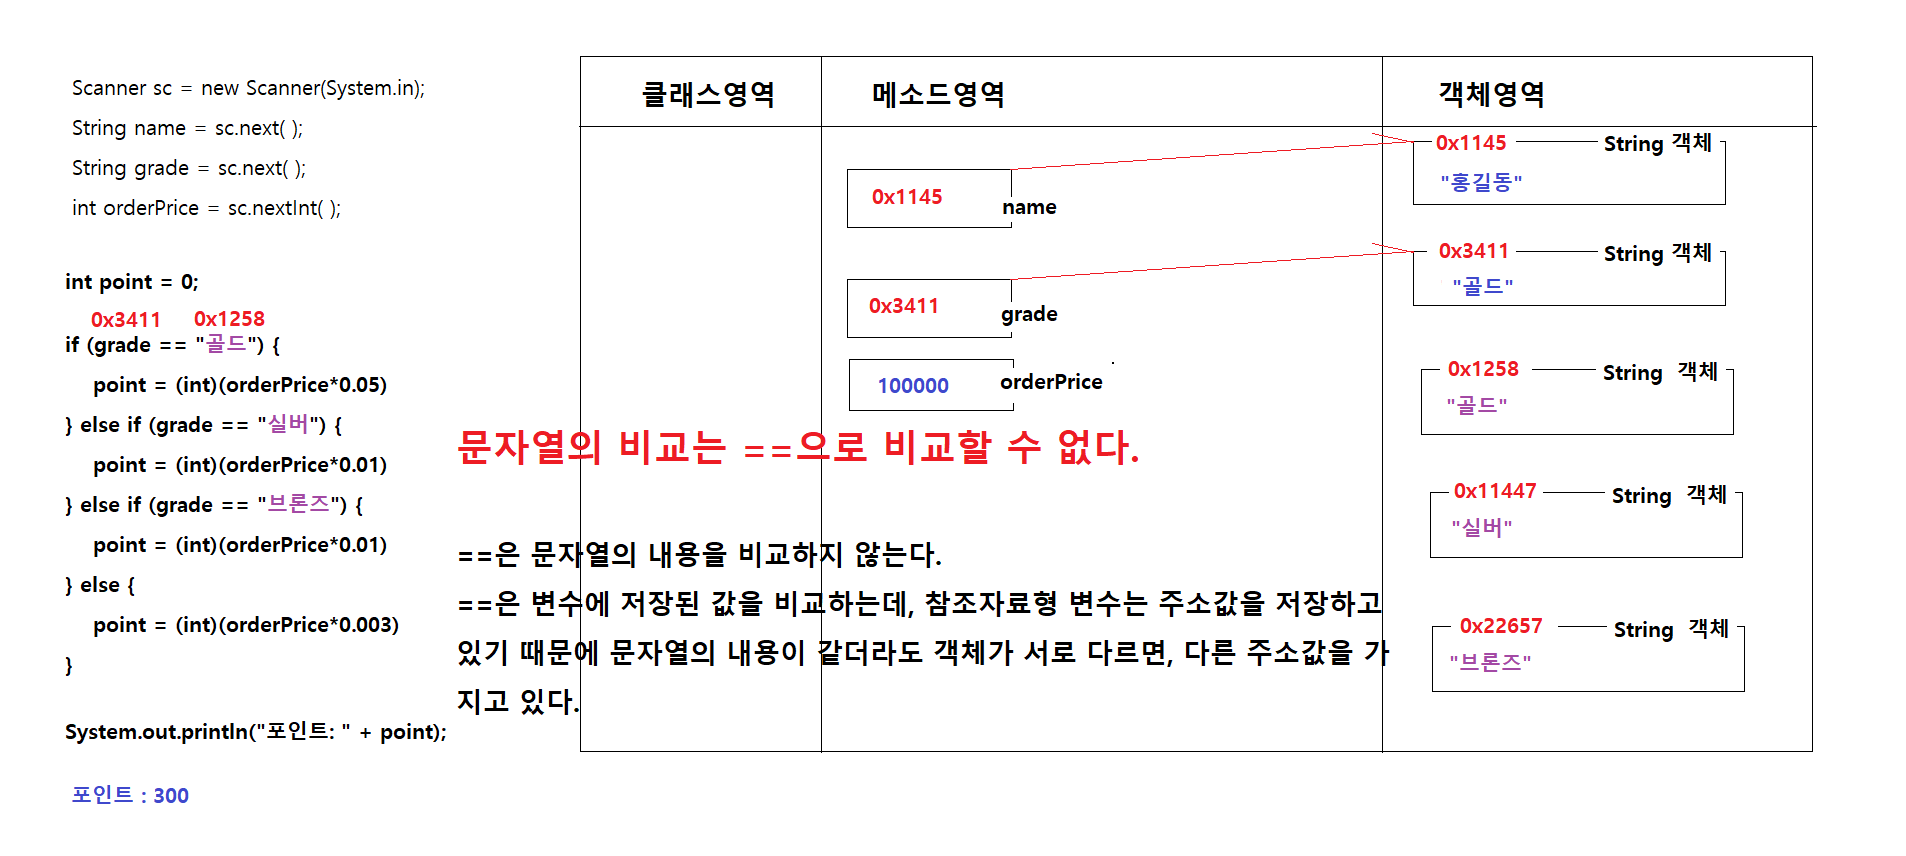 Scanner sc = new Scanner(System.in);
String name = sc.next( );
String grade = sc.next( );
int orderPrice = sc.nextInt( );
int point = 0;
0x3411 0x1258
if (grade == "골드") {
point = (int)(orderPrice*0.05)
} else if (grade == "실버") {
point = (int)(orderPrice*0.01)
} else if (grade == "브론즈") {
point = (int)(orderPrice*0.01)
} else {
point = (int)(orderPrice*0.003)
}
System.out.println("포인트: " + point);
포인트 : 300
클래스영역 메소드영역 객체영역
0x1145
name
0x3411
grade
100000
orderPrice
0x1145 String 객체
"홍길동"
0x3411 String 객체
"골드"
0x1258 String 객체
"골드"
0x11447 String 객체
"실버"
0x22657 String 객체
"브론즈"
문자열의 비교는 ==으로 비교할 수 없다.
==은 문자열의 내용을 비교하지 않는다.
==은 변수에 저장된 값을 비교하는데, 참조자료형 변수는 주소값을 저장하고
있기 때문에 문자열의 내용이 같더라도 객체가 서로 다르면, 다른 주소값을 가
지고 있다.